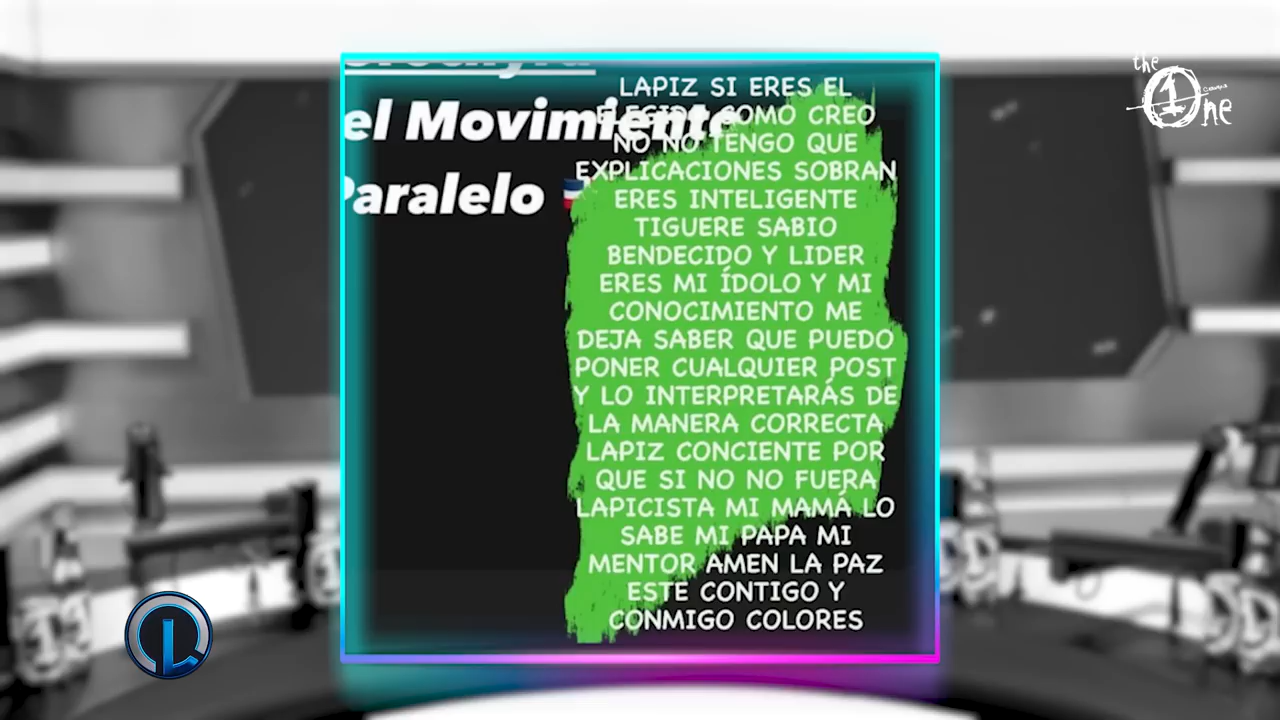 el Movimiento
Paralelo
LAPIZ SI ERES EL
ELEGIDO COMO CREO
NO NO TENGO QUE
EXPLICACIONES SOBRAN
ERES INTELIGENTE
TIGUERE SABIO
BENDECIDO Y LIDER
ERES MI ÍDOLO Y MI
CONOCIMIENTO ME
DEJA SABER QUE PUEDO
PONER CUALQUIER POST
Y LO INTERPRETARÁS DE
LA MANERA CORRECTA
LAPIZ CONCIENTE POR
QUE SI NO NO FUERA
LAPICISTA MI MAMÁ LO
SABE MI PAPA MI
MENTOR AMEN LA PAZ
ESTE CONTIGO Y
CONMIGO COLORES
the
1
One
L